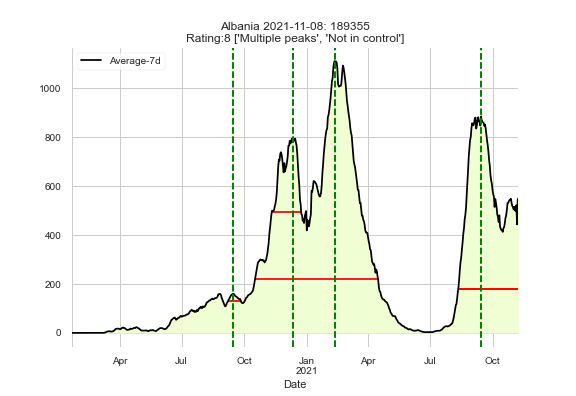 Albania 2021-11-08: 189355
Rating:8 ['Multiple peaks', 'Not in control']
Average-7d
1000
800
600
400
200
0
Apr Jul Oct Jan Apr Jul Oct
2021
Date